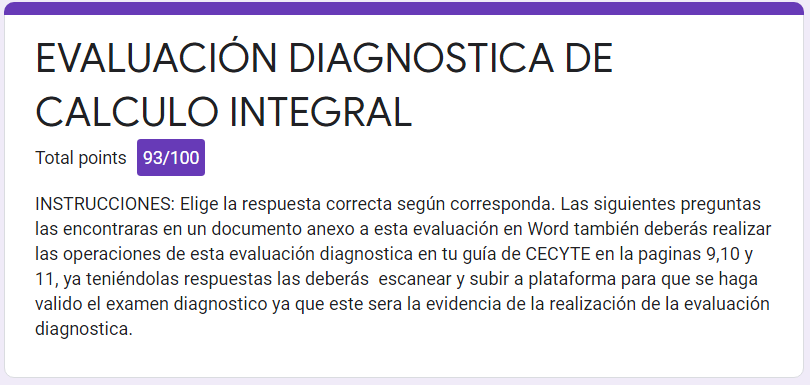 EVALUACIÓN DIAGNOSTICA DE
CALCULO INTEGRAL
Total points 93/100
INSTRUCCIONES: Elige la respuesta correcta según corresponda. Las siguientes preguntas
las encontraras en un documento anexo a esta evaluación en Word también deberás realizar
las operaciones de esta evaluación diagnostica en tu guía de CECYTE en la paginas 9,10 y
11, ya teniéndolas respuestas las deberás  escanear y subir a plataforma para que se haga
valido el examen diagnostico ya que este sera la evidencia de la realización de la evaluación
diagnostica.